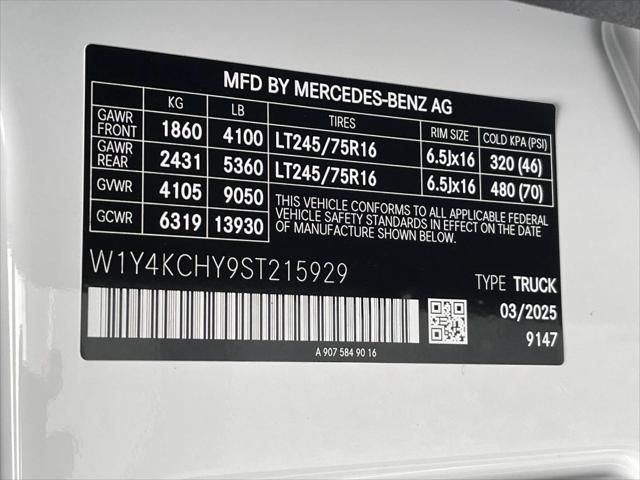 MFD BY MERCEDES-BENZ AG
KG LB TIRES RIM SIZE COLD KPA (PSI)
GAWR FRONT 1860 4100 LT245/75R16 6.5Jx16 320 (46)
GAWR REAR 2431 5360 LT245/75R16 6.5Jx16 480 (70)
GVWR 4105 9050
GCWR 6319 13930
THIS VEHICLE CONFORMS TO ALL APPLICABLE FEDERAL
VEHICLE SAFETY STANDARDS IN EFFECT ON THE DATE
OF MANUFACTURE SHOWN ABOVE.
W1Y4KCHY9ST215929
TYPE TRUCK
03/2025
9147
A 907 584 90 16